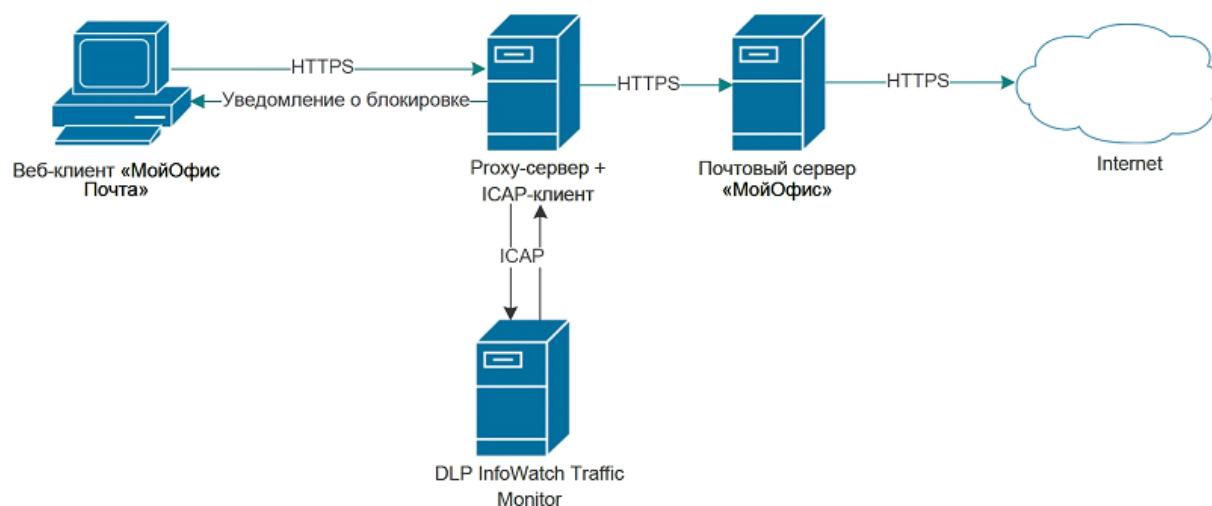 HTTPS
Уведомление о блокировке
HTTPS
HTTPS
Веб-клиент «МойОфис
Почта»
Proxy-сервер +
ICAP-клиент
Почтовый сервер
«МойОфис»
Internet
ICAP
DLP InfoWatch Traffic
Monitor